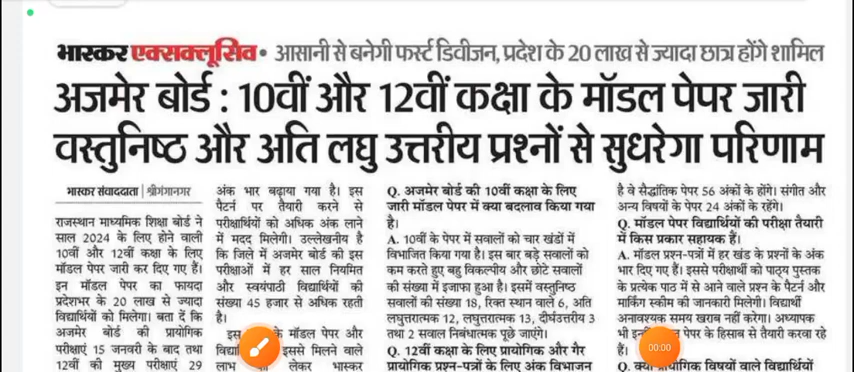 भास्कर एक्सक्लूसिव • आसानी से बनेगी फर्स्ट डिवीजन, प्रदेश के 20 लाख से ज्यादा छात्र होंगे शामिल
अजमेर बोर्ड : 10वीं और 12वीं कक्षा के मॉडल पेपर जारी
वस्तुनिष्ठ और अति लघु उत्तरीय प्रश्नों से सुधरेगा परिणाम
भास्कर संवाददाता | श्रीगंगानगर
राजस्थान माध्यमिक शिक्षा बोर्ड ने
साल 2024 के लिए होने वाली
10वीं और 12वीं कक्षा के लिए
मॉडल पेपर जारी कर दिए गए हैं।
इन मॉडल पेपर का फायदा
प्रदेशभर के 20 लाख से ज्यादा
विद्यार्थियों को मिलेगा। बता दें कि
अजमेर बोर्ड की प्रायोगिक
परीक्षाएं 15 जनवरी के बाद तथा
12वीं की मुख्य परीक्षाएं 29
अंक भार बढ़ाया गया है। इस
पैटर्न पर तैयारी करने से
परीक्षार्थियों को अधिक अंक लाने
में मदद मिलेगी। उल्लेखनीय है
कि जिले में अजमेर बोर्ड की इस
परीक्षाओं में हर साल नियमित
और स्वयंपाठी विद्यार्थियों की
संख्या 45 हजार से अधिक रहती
है।
के मॉडल पेपर और
इससे मिलने वाले
लाभ लेकर भास्कर
Q. अजमेर बोर्ड की 10वीं कक्षा के लिए
जारी मॉडल पेपर में क्या बदलाव किया गया
है।
A. 10वीं के पेपर में सवालों को चार खंडों में
विभाजित किया गया है। इस बार बड़े सवालों को
कम करते हुए बहु विकल्पीय और छोटे सवालों
की संख्या में इजाफा हुआ है। इसमें वस्तुनिष्ठ
सवालों की संख्या 18, रिक्त स्थान वाले 6, अति
लघुत्तरात्मक 12, लघुत्तरात्मक 13, दीर्घउत्तरीय 3
तथा 2 सवाल निबंधात्मक पूछे जाएंगे।
Q. 12वीं कक्षा के लिए प्रायोगिक और गैर
प्रायोगिक प्रश्न-पत्रों के लिए अंक विभाजन
है वे सैद्धांतिक पेपर 56 अंकों के होंगे। संगीत और
अन्य विषयों के पेपर 24 अंकों के रहेंगे।
Q. मॉडल पेपर विद्यार्थियों की परीक्षा तैयारी
में किस प्रकार सहायक हैं।
A. मॉडल प्रश्न-पत्रों में हर खंड के प्रश्नों के अंक
भार दिए गए हैं। इससे परीक्षार्थी को पाठ्य पुस्तक
के प्रत्येक पाठ में से आने वाले प्रश्न के पैटर्न और
मार्किंग स्कीम की जानकारी मिलेगी। विद्यार्थी
अनावश्यक समय खराब नहीं करेगा। अध्यापक
भी पेपर के हिसाब से तैयारी करवा रहे
हैं।
00:00
Q. विषयों वाले विद्यार्थियों